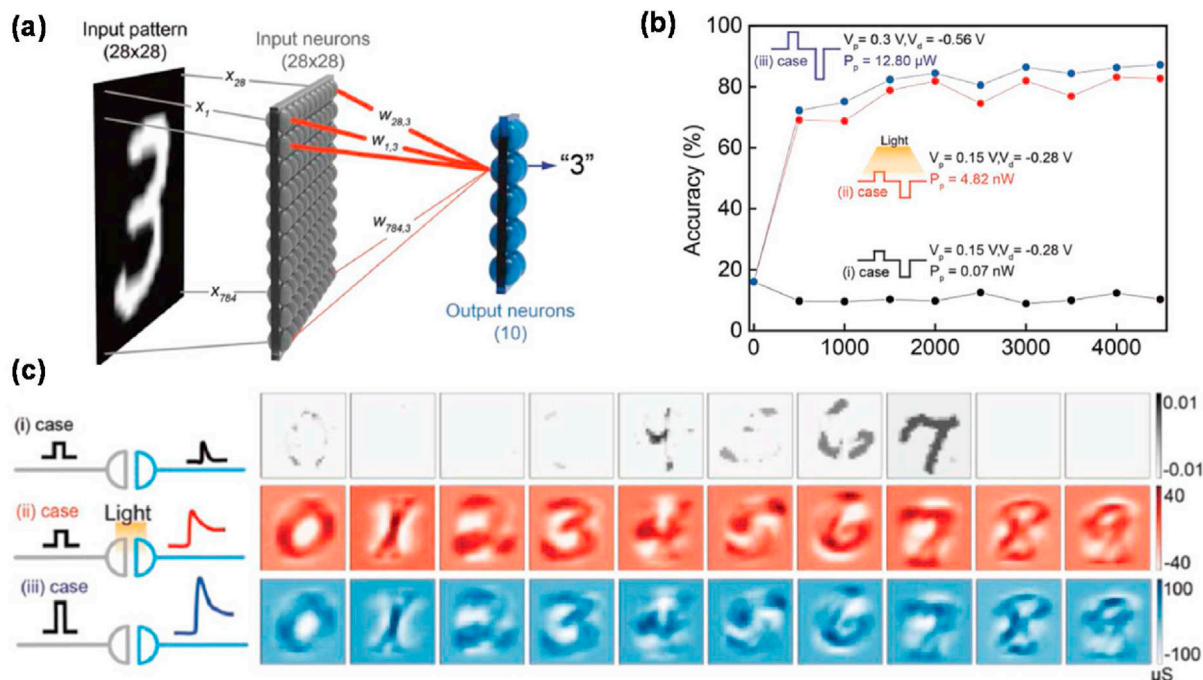 (a)
Input pattern
(28x28)
Input neurons
(28x28)
x28
x1
x784
w28,3
w1,3
w784,3
"3"
Output neurons
(10)
(b)
Accuracy (%)
100
80
60
40
20
0
0 1000 2000 3000 4000
(iii) case
Vp= 0.3 V,Vd= -0.56 V
Pp = 12.80 µW
Light
(ii) case
Vp= 0.15 V,Vd= -0.28 V
Pp = 4.82 nW
(i) case
Vp= 0.15 V,Vd= -0.28 V
Pp = 0.07 nW
(c)
(i) case
0.01
-0.01
(ii) case
Light
40
-40
(iii) case
100
-100
µS